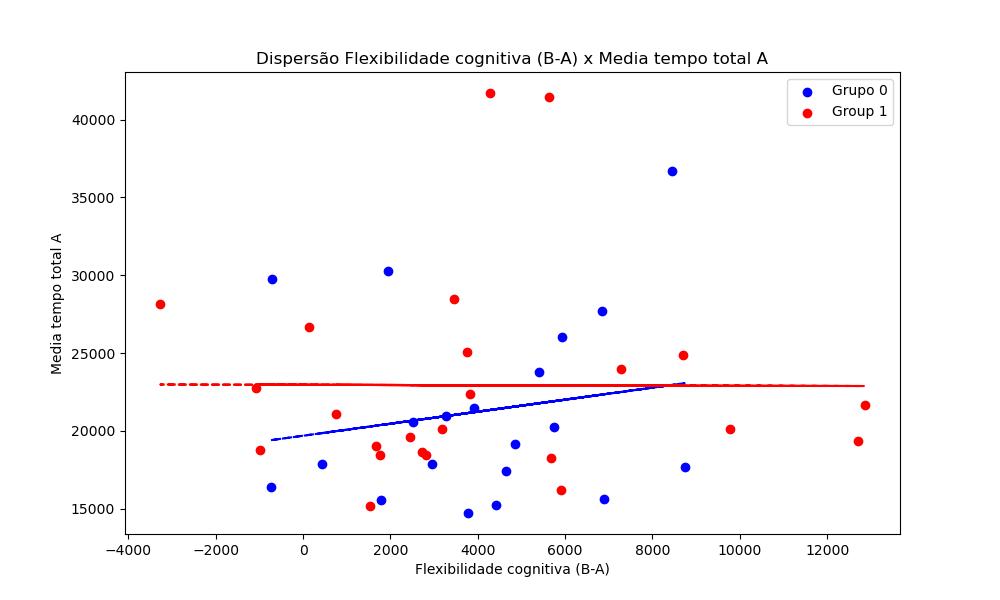 Dispersão Flexibilidade cognitiva (B-A) x Media tempo total A
Grupo 0
Group 1
40000
35000
30000
25000
20000
15000
Media tempo total A
−4000 −2000 0 2000 4000 6000 8000 10000 12000
Flexibilidade cognitiva (B-A)